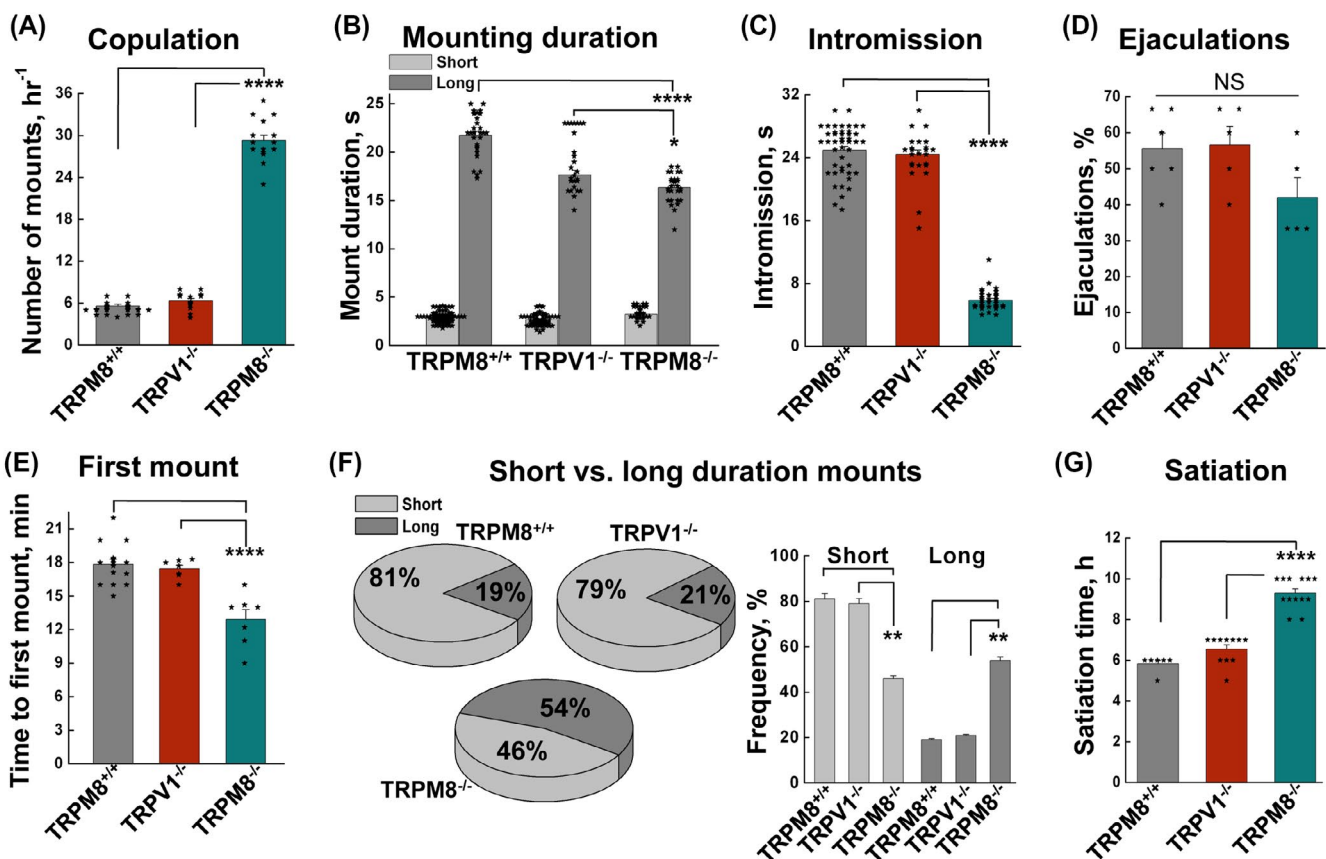 (A) Copulation
Number of mounts, hr-1
36
30
24
18
12
6
****
TRPM8+/+
TRPV1-/-
TRPM8-/-
(B) Mounting duration
Short
Long
Mount duration, s
25
20
15
10
5
0
****
*
TRPM8+/+ TRPV1-/- TRPM8-/-
(C) Intromission
Intromission, s
32
24
16
8
0
****
TRPM8+/+
TRPV1-/-
TRPM8-/-
(D) Ejaculations
Ejaculations, %
70
60
50
40
30
20
10
0
NS
TRPM8+/+
TRPV1-/-
TRPM8-/-
(E) First mount
Time to first mount, min
21
18
15
12
9
6
3
0
****
TRPM8+/+
TRPV1-/-
TRPM8-/-
(F) Short vs. long duration mounts
Short
Long
TRPM8+/+
81%
19%
TRPV1-/-
79%
21%
54%
46%
TRPM8-/-
Frequency, %
100
80
60
40
20
0
Short Long
**
**
TRPM8+/+
TRPV1-/-
TRPM8-/-
TRPM8+/+
TRPV1-/-
TRPM8-/-
(G) Satiation
Satiation time, h
12
10
8
6
4
2
0
****
TRPM8+/+
TRPV1-/-
TRPM8-/-